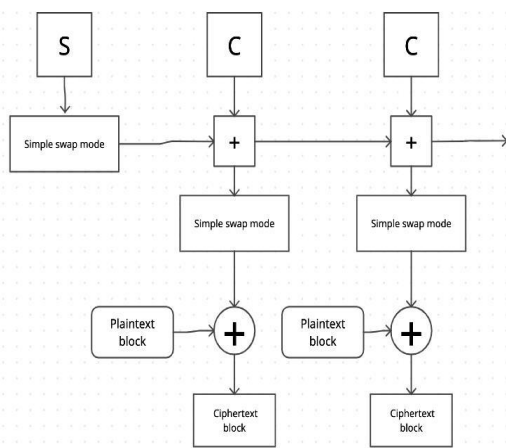 S
C
C
Simple swap mode
+
+
Simple swap mode
Simple swap mode
Plaintext
block
+
Plaintext
block
+
Ciphertext
block
Ciphertext
block